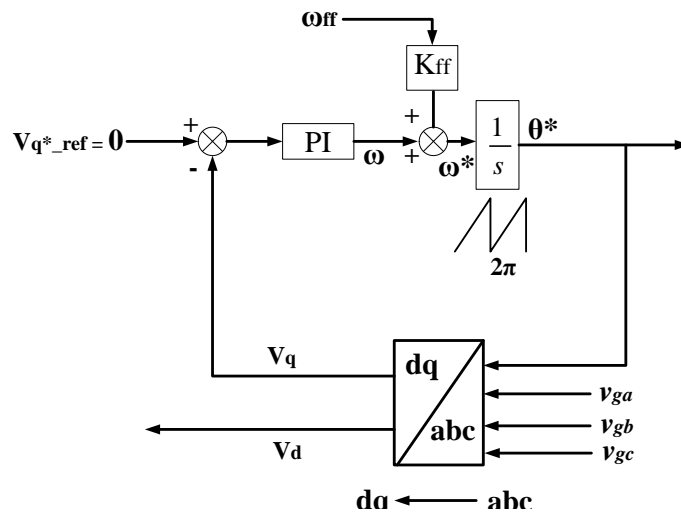 ωff
Kff
+
+
Vq*_ref = 0
PI
ω
+
ω*
1
s
θ*
-
2π
Vq
dq
abc
vga
vgb
vgc
Vd
dq
abc